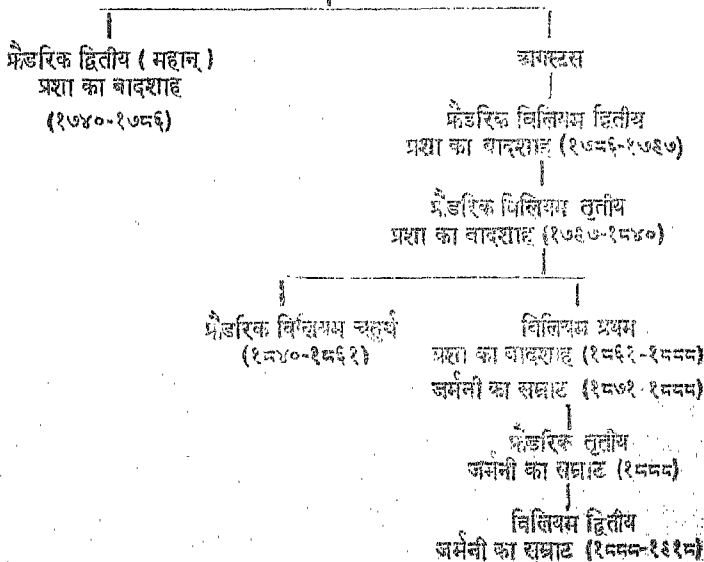 फ्रैडरिक द्वितीय ( महान् )
प्रशा का बादशाह
(१७४०-१७८६)
आगस्टस
फ्रैडरिक विलियम द्वितीय
प्रशा का बादशाह (१७८६-१७९७)
फ्रैडरिक विलियम तृतीय
प्रशा का बादशाह (१७९७-१८४०)
फ्रैडरिक विलियम चतुर्थ
(१८४०-१८६१)
विलियम प्रथम
प्रशा का बादशाह (१८६१-१८८८)
जर्मनी का सम्राट (१८७१-१८८८)
फ्रैडरिक तृतीय
जर्मनी का सम्राट (१८८८)
विलियम द्वितीय
जर्मनी का सम्राट (१८८८-१९१८)